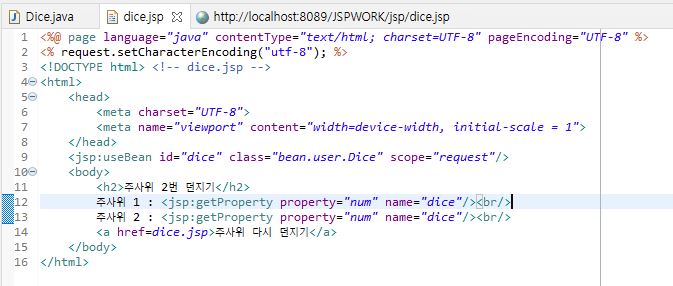 Dice.java dice.jsp http://localhost:8089/JSPWORK/jsp/dice.jsp
1 <%@ page language="java" contentType="text/html; charset=UTF-8" pageEncoding="UTF-8" %>
2 <% request.setCharacterEncoding("utf-8"); %>
3 <!DOCTYPE html> <!-- dice.jsp -->
4 <html>
5 <head>
6 <meta charset="UTF-8">
7 <meta name="viewport" content="width=device-width, initial-scale = 1">
8 </head>
9 <jsp:useBean id="dice" class="bean.user.Dice" scope="request"/>
10 <body>
11 <h2>주사위 2번 던지기</h2>
12 주사위 1 : <jsp:getProperty property="num" name="dice"/><br/>
13 주사위 2 : <jsp:getProperty property="num" name="dice"/><br/>
14 <a href=dice.jsp>주사위 다시 던지기</a>
15 </body>
16 </html>